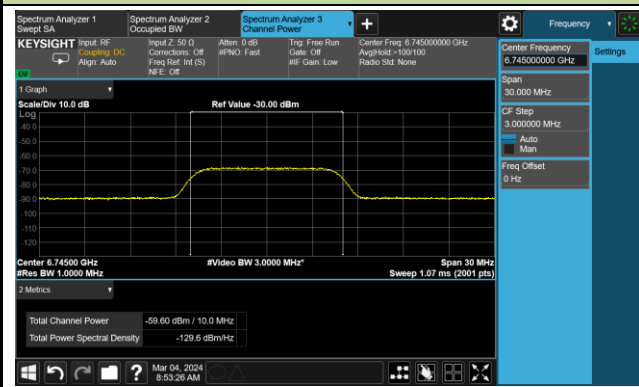 Spectrum Analyzer 1
Swept SA
Spectrum Analyzer 2
Occupied BW
Spectrum Analyzer 3
Channel Power
Frequency
KEYSIGHT
Input: RF
Coupling: DC
Align: Auto
Input Z: 50 Ω
Corrections: Off
Freq Ref: Int (S)
NFE: Off
Atten: 0 dB
#PNO: Fast
Trig: Free Run
Gate: Off
#IF Gain: Low
Center Freq: 6.745000000 GHz
Avg|Hold:>100/100
Radio Std: None
Center Frequency
6.745000000 GHz
Settings
Span
30.000 MHz
CF Step
3.000000 MHz
Auto
Man
Freq Offset
0 Hz
1 Graph
Scale/Div 10.0 dB
Ref Value -30.00 dBm
Log
-40.0
-50.0
-60.0
-70.0
-80.0
-90.0
-100
-110
-120
Center 6.74500 GHz
#Video BW 3.0000 MHz*
Span 30 MHz
#Res BW 1.0000 MHz
Sweep 1.07 ms (2001 pts)
2 Metrics
Total Channel Power
-59.60 dBm / 10.0 MHz
Total Power Spectral Density
-129.6 dBm/Hz
Mar 04, 2024
8:53:26 AM